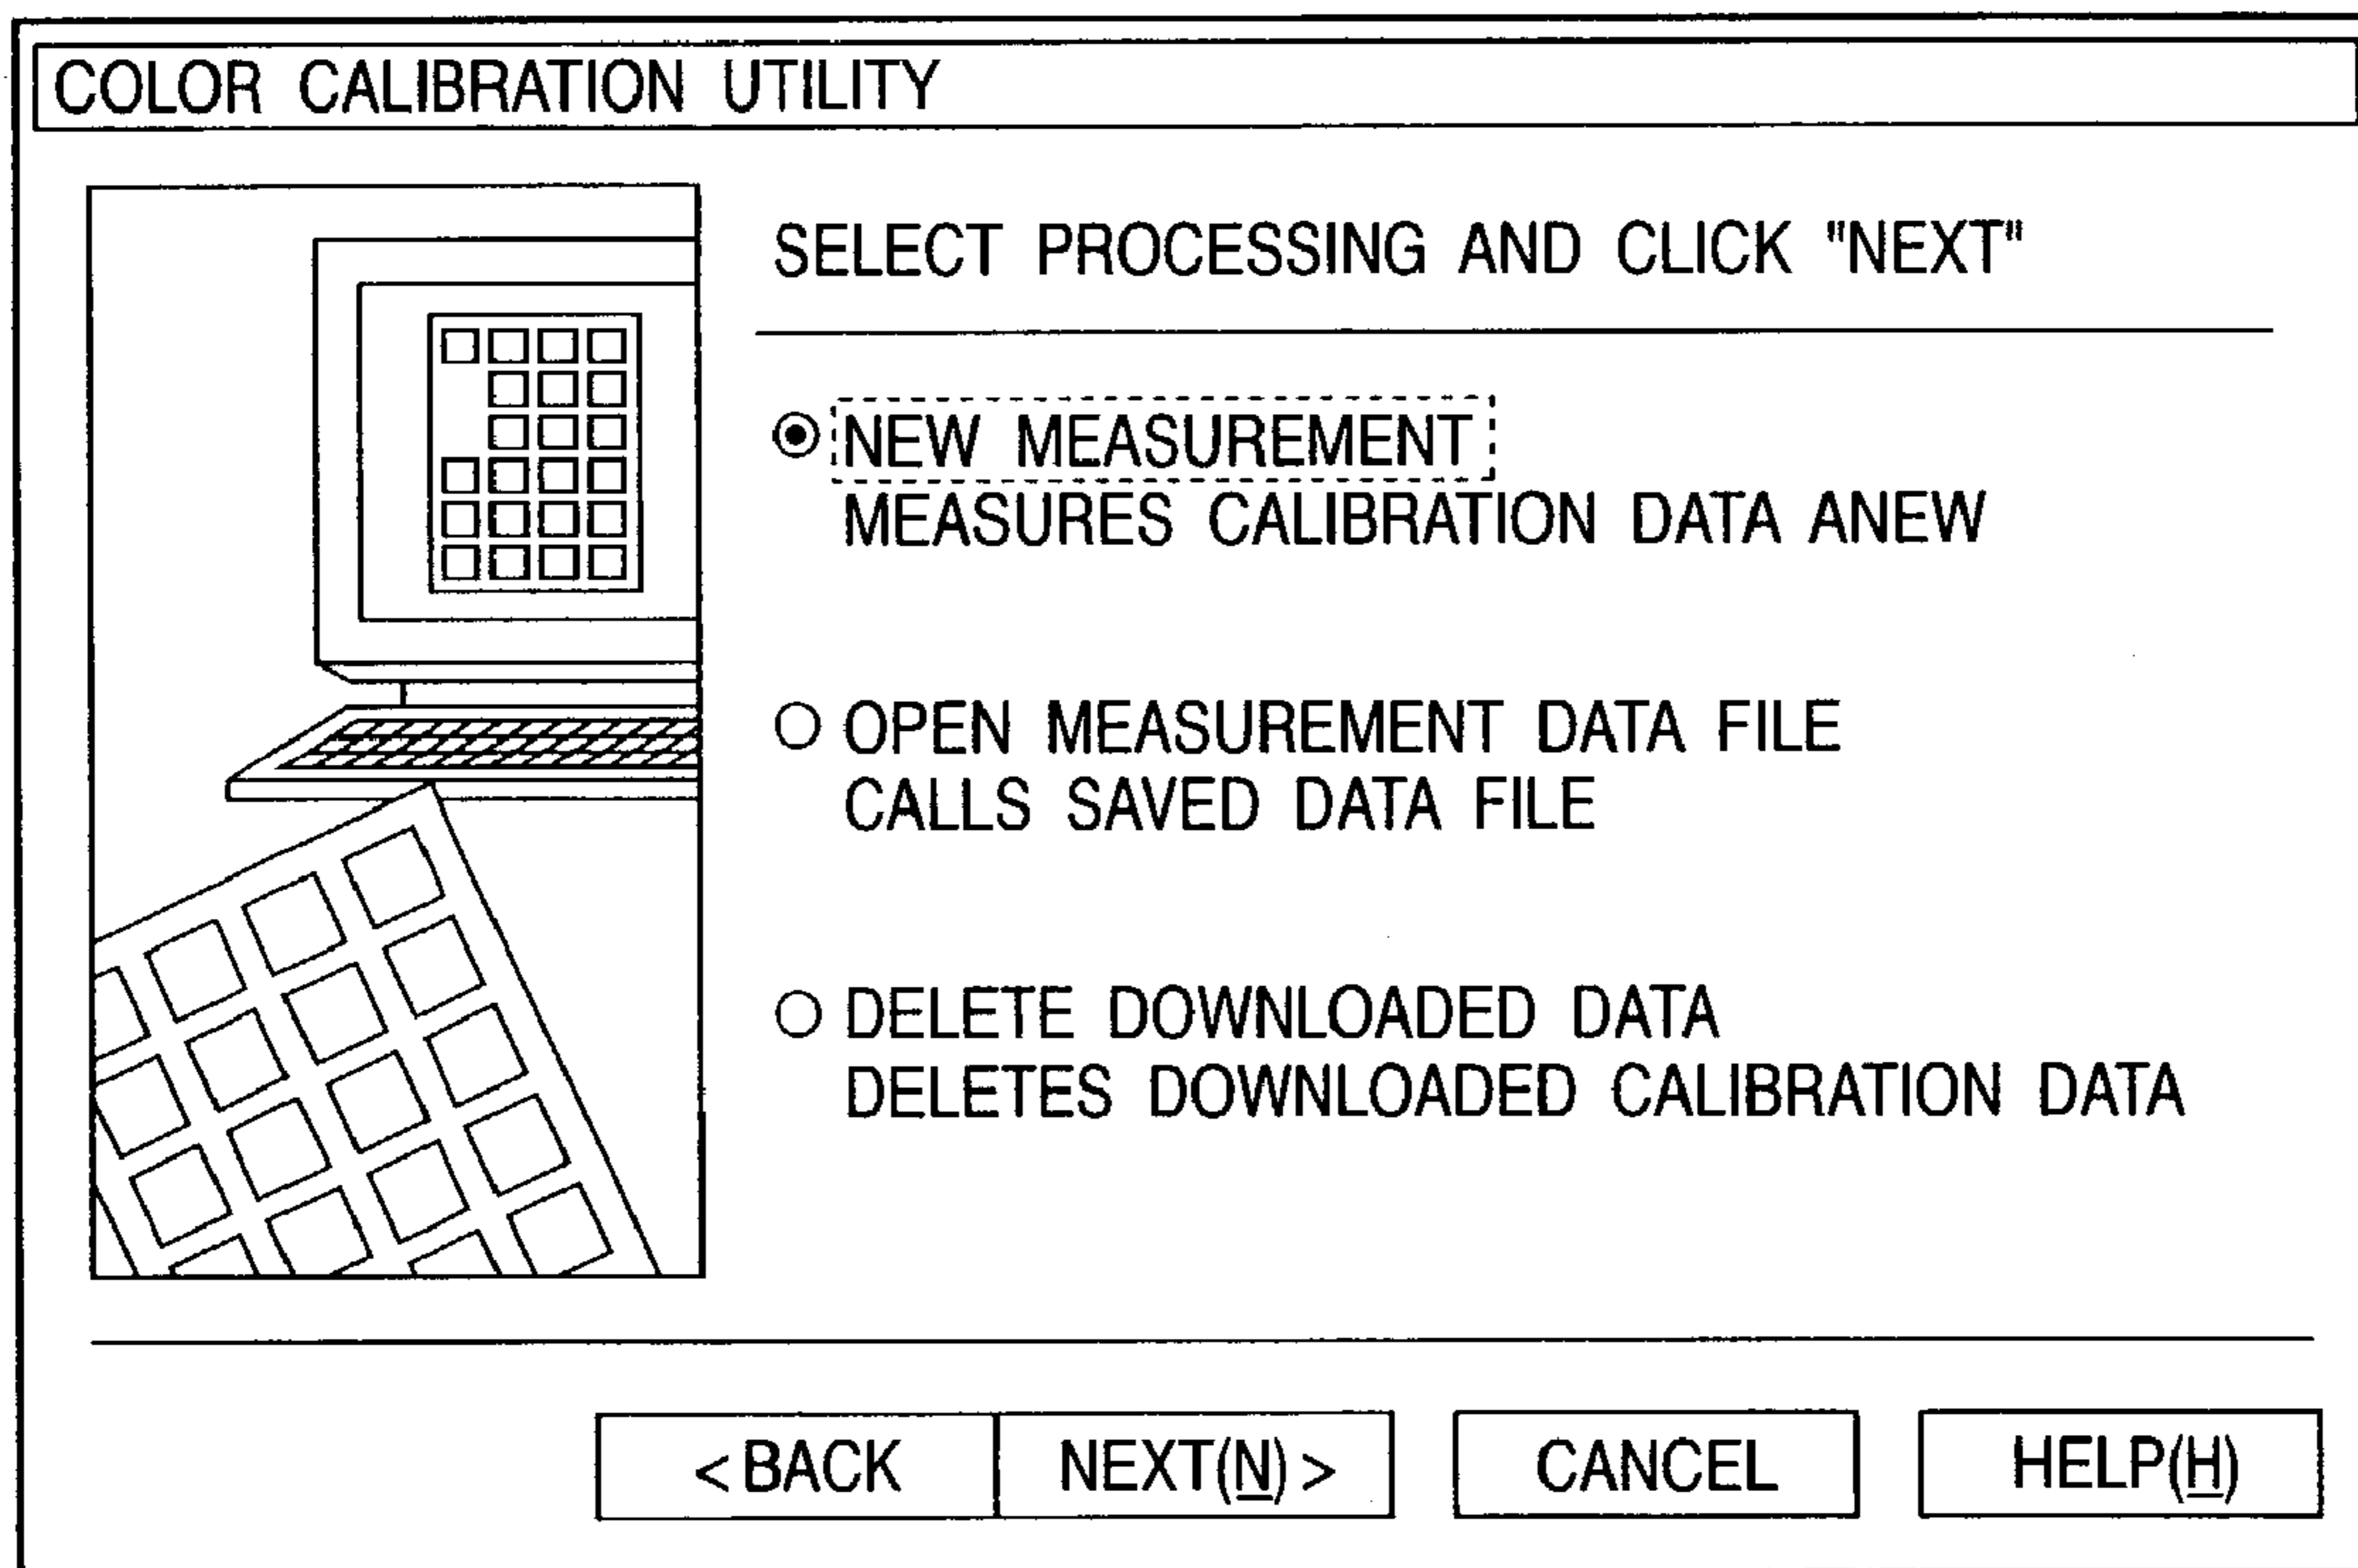 COLOR CALIBRATION UTILITY
SELECT PROCESSING AND CLICK "NEXT"
NEW MEASUREMENT
MEASURES CALIBRATION DATA ANEW
OPEN MEASUREMENT DATA FILE
CALLS SAVED DATA FILE
DELETE DOWNLOADED DATA
DELETES DOWNLOADED CALIBRATION DATA
<BACK NEXT(N)> CANCEL HELP(H)